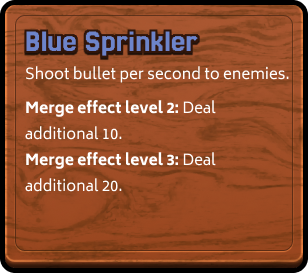 Blue Sprinkler
Shoot bullet per second to enemies.
Merge effect level 2: Deal
additional 10.
Merge effect level 3: Deal
additional 20.